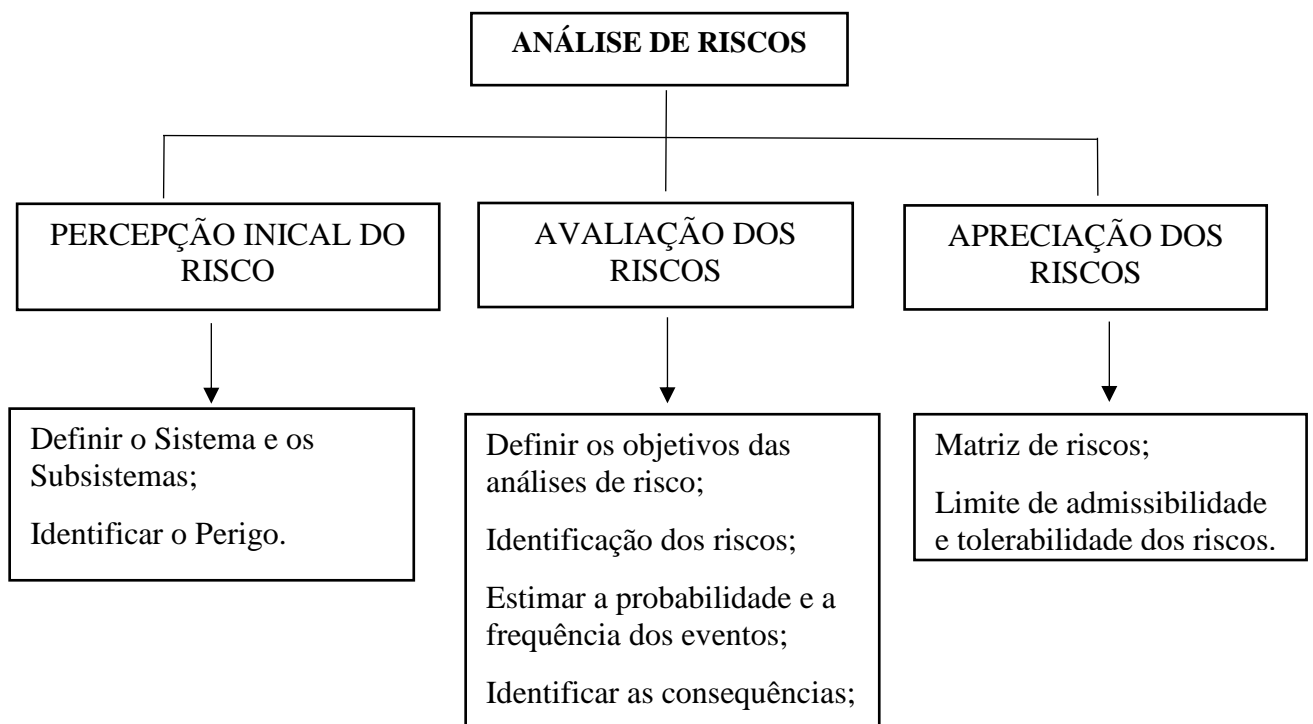 ANÁLISE DE RISCOS
PERCEPÇÃO INICAL DO
RISCO
AVALIAÇÃO DOS
RISCOS
APRECIAÇÃO DOS
RISCOS
Definir o Sistema e os
Subsistemas;
Identificar o Perigo.
Definir os objetivos das
análises de risco;
Identificação dos riscos;
Estimar a probabilidade e a
frequência dos eventos;
Identificar as consequências;
Matriz de riscos;
Limite de admissibilidade
e tolerabilidade dos riscos.